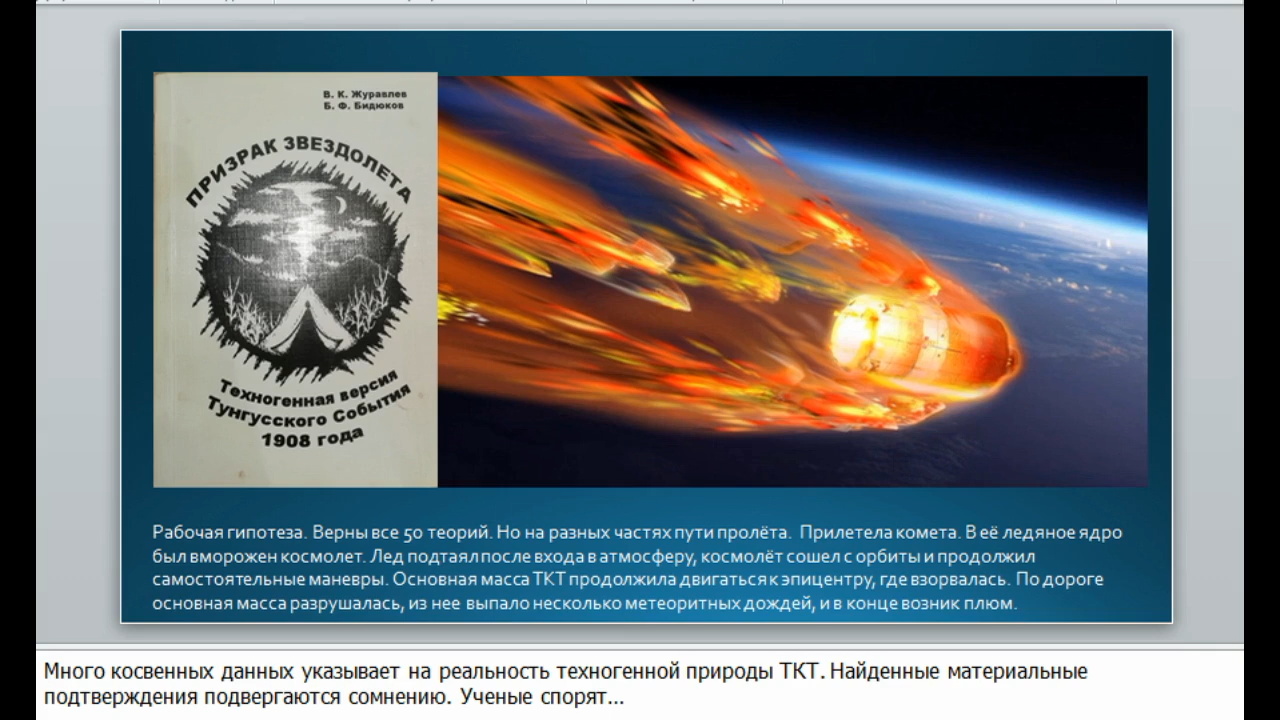 В. К. Журавлев
Б. Ф. Бидюков
ПРИЗРАК ЗВЕЗДОЛЕТА
Техногенная версия
Тунгусского События
1908 года
Рабочая гипотеза. Верны все 50 теорий. Но на разных частях пути пролёта. Прилетела комета. В её ледяное ядро
был вморожен космолет. Лед подтаял после входа в атмосферу, космолёт сошел с орбиты и продолжил
самостоятельные маневры. Основная масса ТКТ продолжила двигаться к эпицентру, где взорвалась. По дороге
основная масса разрушалась, из нее выпало несколько метеоритных дождей, и в конце возник плюм.
Много косвенных данных указывает на реальность техногенной природы ТКТ. Найденные материальные
подтверждения подвергаются сомнению. Ученые спорят...